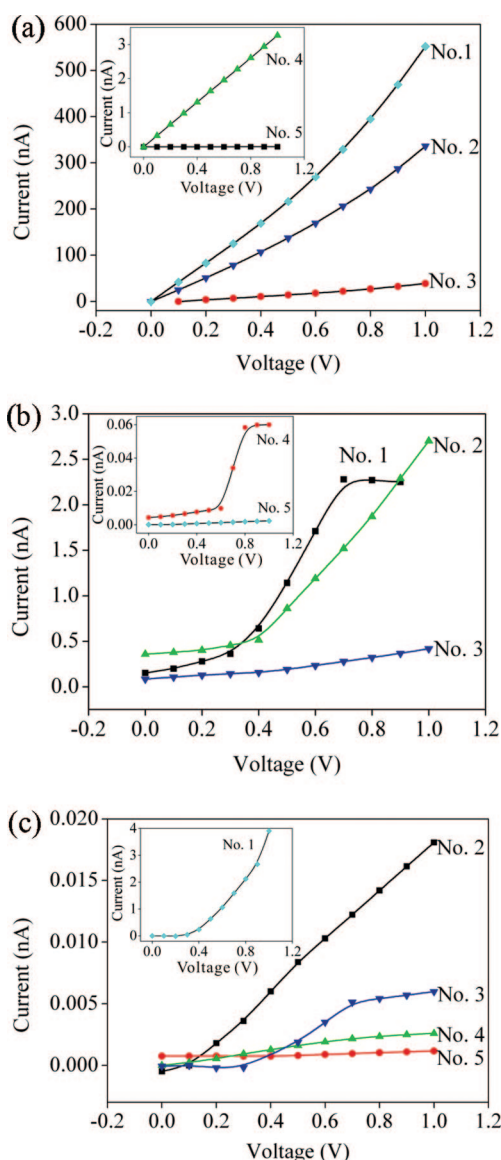 (a)
600
500
400
300
200
100
0
Current (nA)
-0.2 0.0 0.2 0.4 0.6 0.8 1.0 1.2
Voltage (V)
No.1
No. 2
No. 3
3
2
1
0
Current (nA)
0.0 0.4 0.8 1.2
Voltage (V)
No. 4
No. 5
(b)
3.0
2.5
2.0
1.5
1.0
0.5
0.0
Current (nA)
-0.2 0.0 0.2 0.4 0.6 0.8 1.0 1.2
Voltage (V)
No. 1
No. 2
No. 3
0.06
0.04
0.02
0.00
Current (nA)
0.0 0.4 0.8 1.2
Voltage (V)
No. 4
No. 5
(c)
0.020
0.015
0.010
0.005
0.000
Current (nA)
-0.2 0.0 0.2 0.4 0.6 0.8 1.0 1.2
Voltage (V)
No. 2
No. 3
No. 4
No. 5
4
3
2
1
0
Current (nA)
0.0 0.4 0.8 1.2
Voltage (V)
No. 1